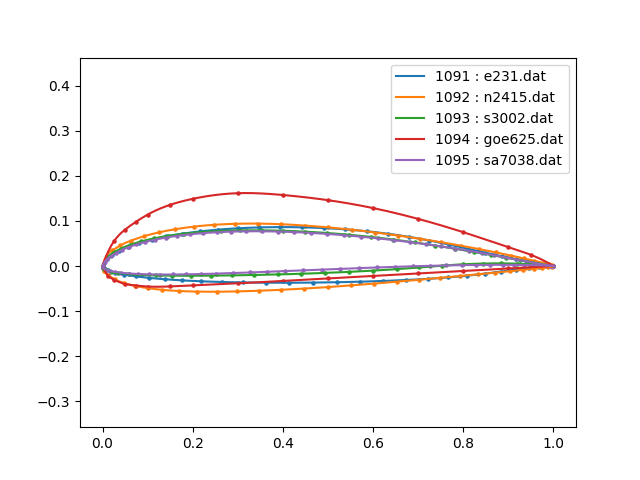 1091 : e231.dat
1092 : n2415.dat
1093 : s3002.dat
1094 : goe625.dat
1095 : sa7038.dat
0.4
0.3
0.2
0.1
0.0
−0.1
−0.2
−0.3
0.0 0.2 0.4 0.6 0.8 1.0